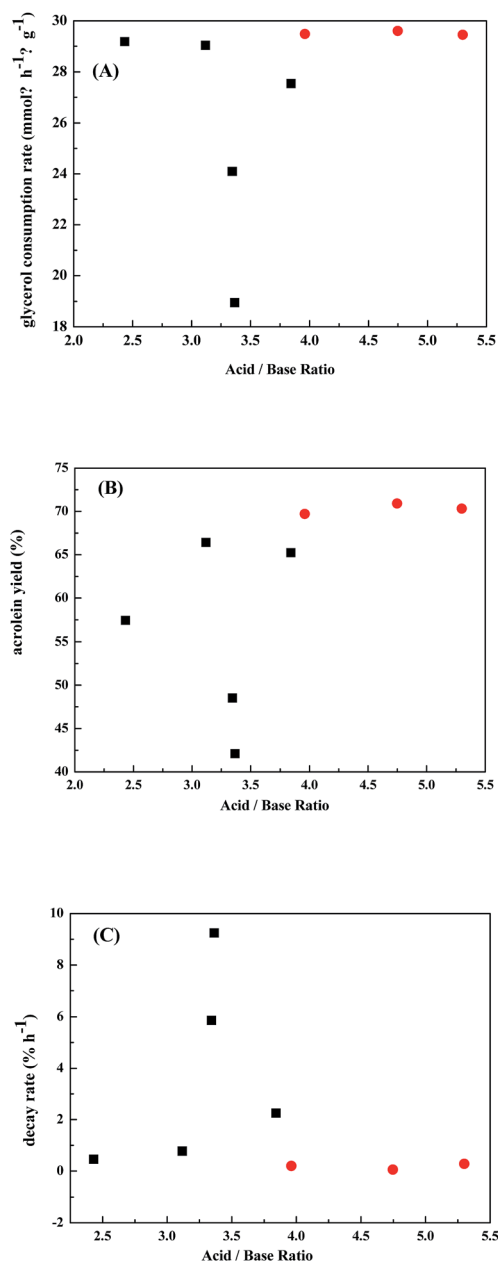 (A)
glycerol consumption rate (mmol? h-1? g-1)
30
28
26
24
22
20
18
2.0 2.5 3.0 3.5 4.0 4.5 5.0 5.5
Acid / Base Ratio
(B)
acrolein yield (%)
75
70
65
60
55
50
45
40
2.0 2.5 3.0 3.5 4.0 4.5 5.0 5.5
Acid / Base Ratio
(C)
decay rate (% h-1)
10
8
6
4
2
0
-2
2.5 3.0 3.5 4.0 4.5 5.0 5.5
Acid / Base Ratio